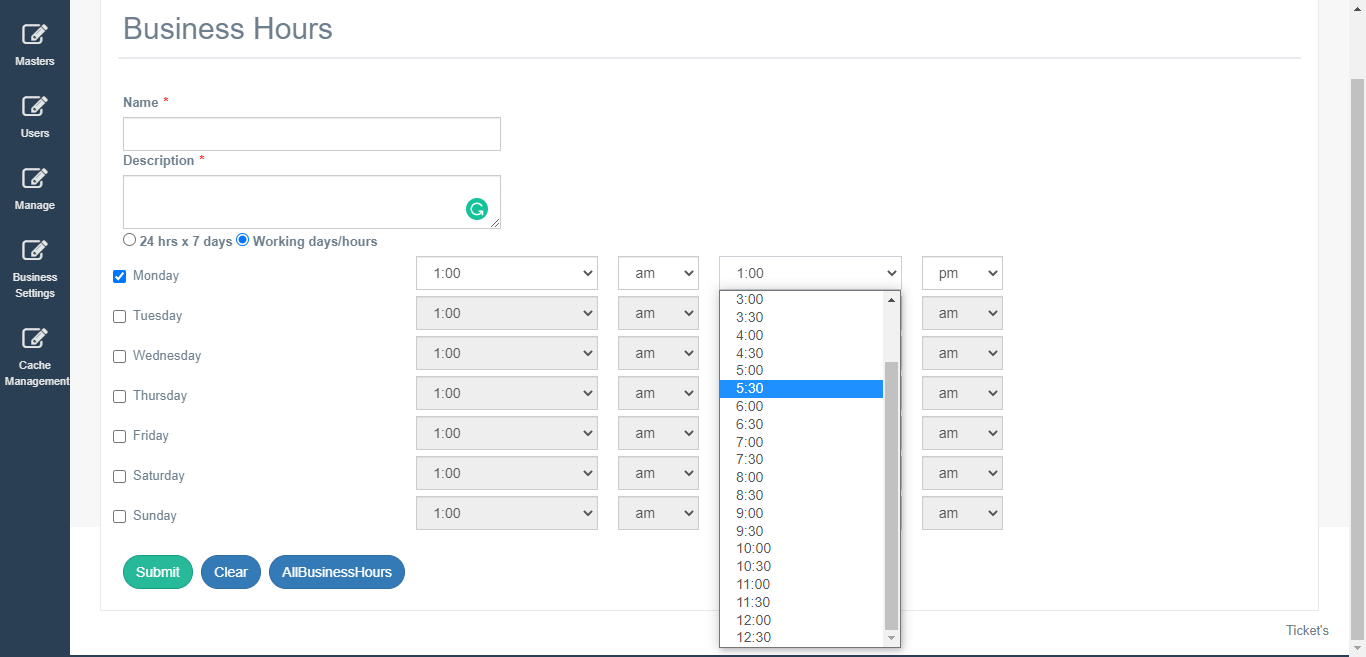 Business Hours
Masters
Users
Manage
Business
Settings
Cache
Management
Name *
Description *
24 hrs x 7 days Working days/hours
Monday 1:00 am 1:00 pm
Tuesday 1:00 am am
Wednesday 1:00 am am
Thursday 1:00 am am
Friday 1:00 am am
Saturday 1:00 am am
Sunday 1:00 am am
3:00
3:30
4:00
4:30
5:00
5:30
6:00
6:30
7:00
7:30
8:00
8:30
9:00
9:30
10:00
10:30
11:00
11:30
12:00
12:30
Submit Clear AllBusinessHours
Ticket's